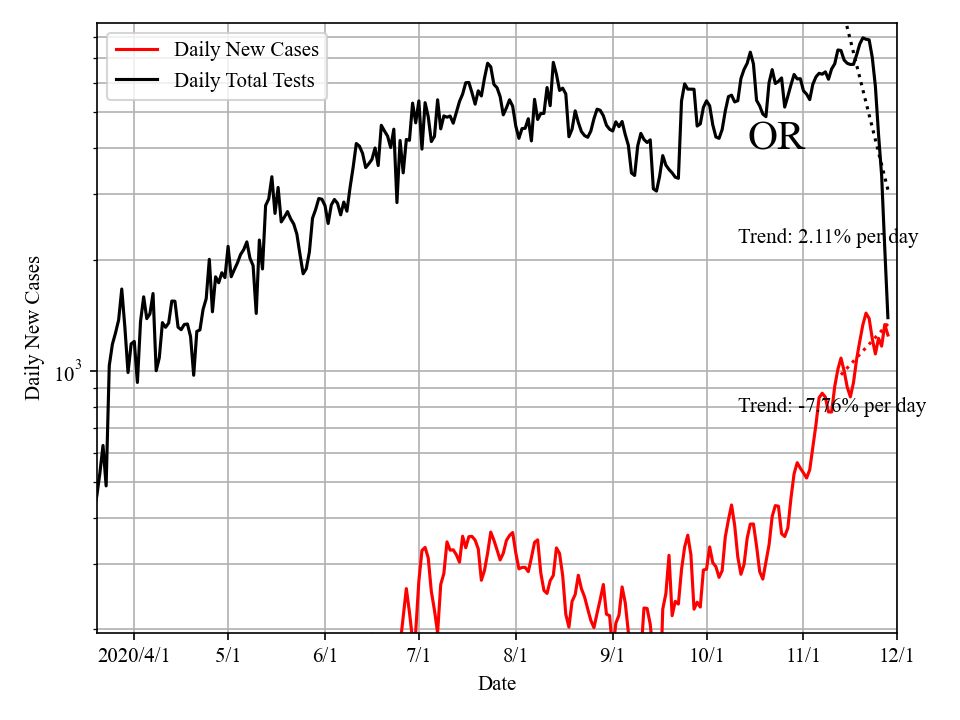 Daily New Cases
Daily Total Tests
OR
Trend: 2.11% per day
Trend: -7.76% per day
Daily New Cases
10^3
2020/4/1 5/1 6/1 7/1 8/1 9/1 10/1 11/1 12/1
Date